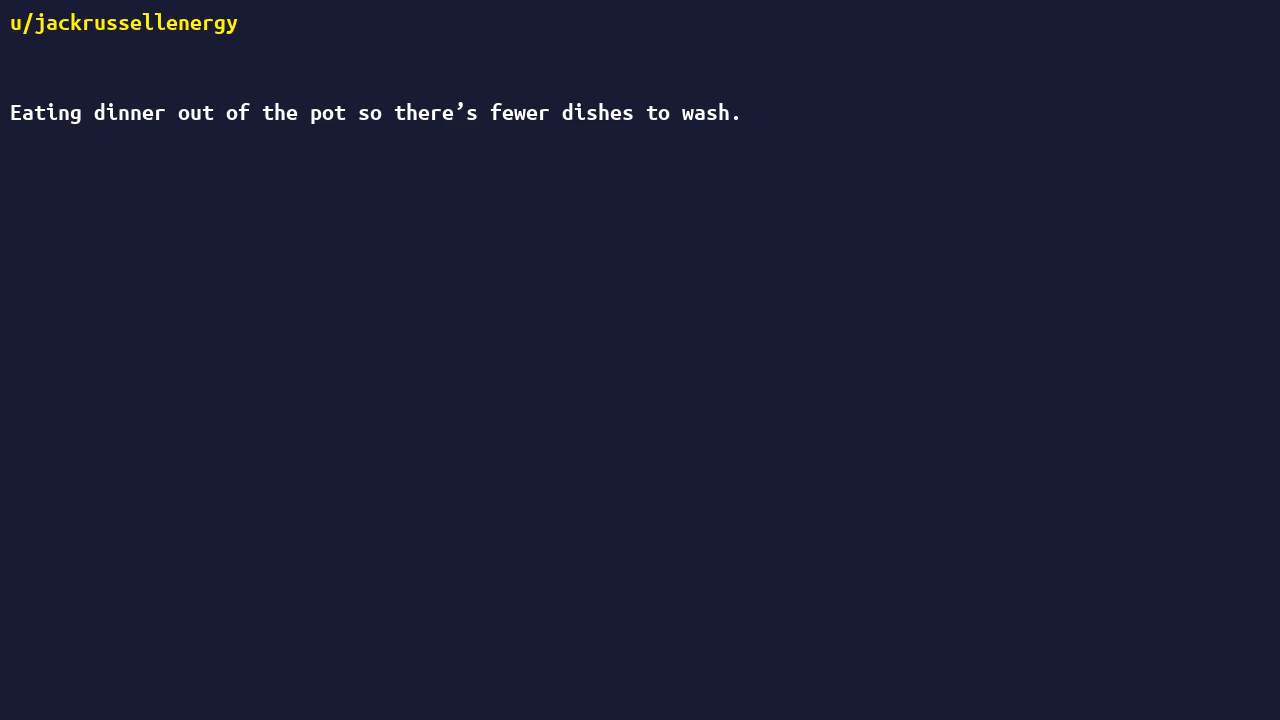 u/jackrussellenergy
Eating dinner out of the pot so there’s fewer dishes to wash.